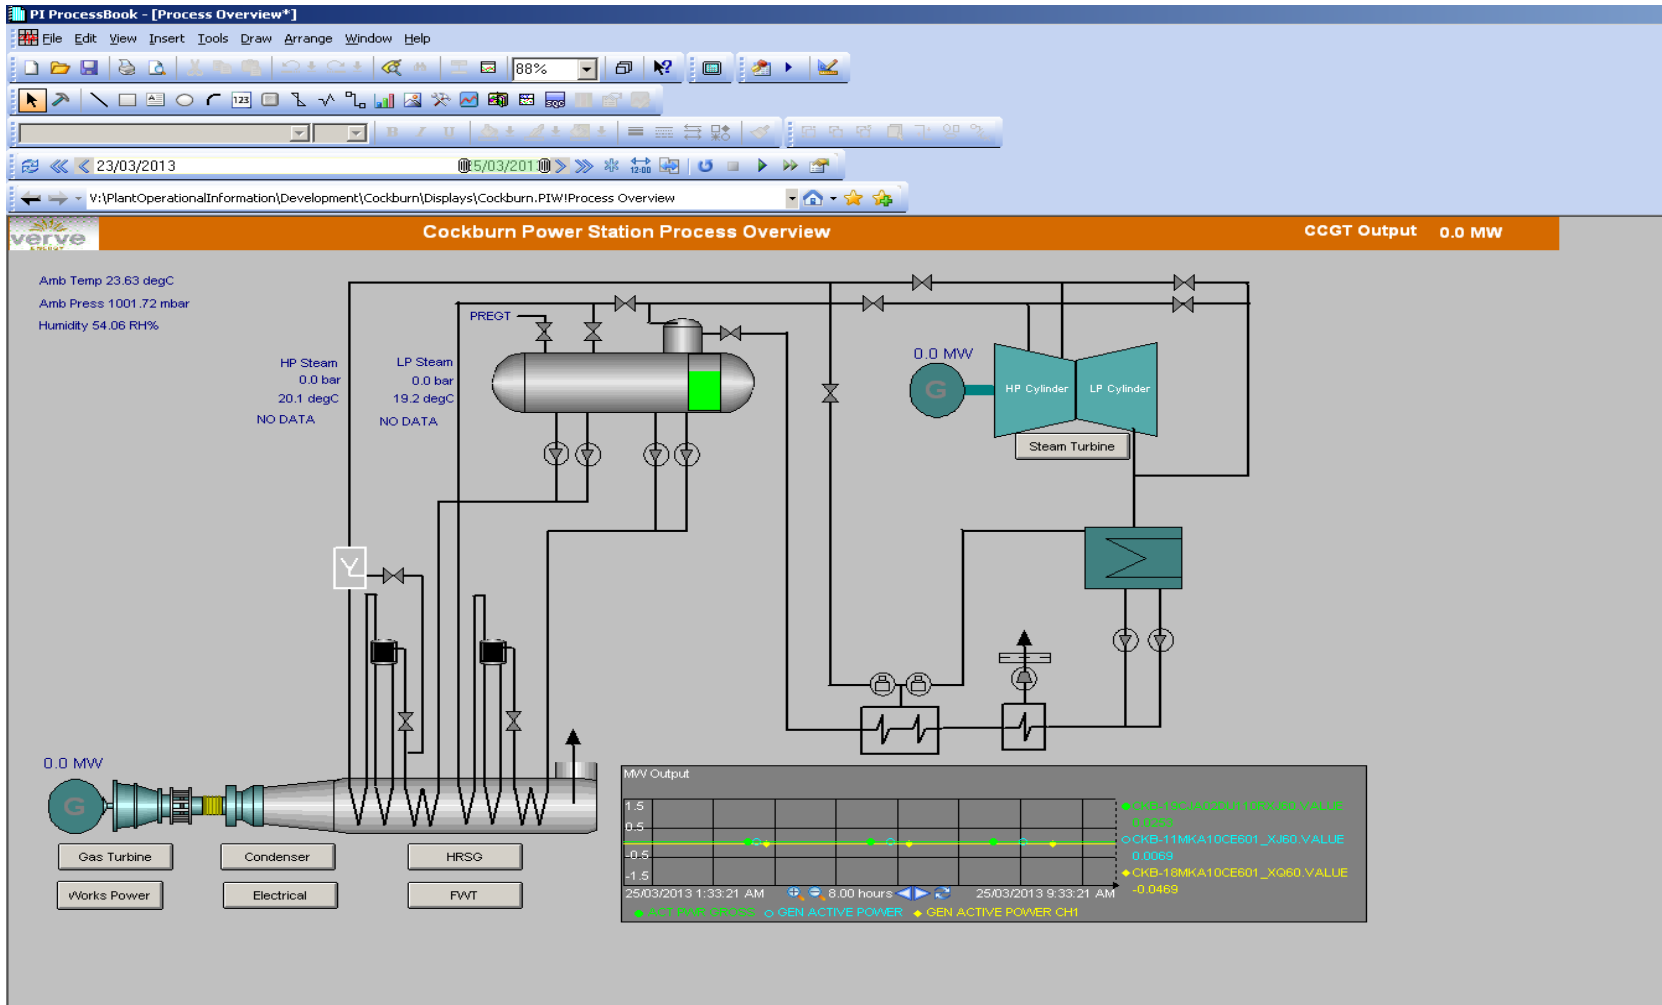 PI ProcessBook - [Process Overview*]
File Edit View Insert Tools Draw Arrange Window Help
88%
123
SQC
B I U
23/03/2013
5/03/201
12:00
V:\PlantOperationalInformation\Development\Cockburn\Displays\Cockburn.PIW!Process Overview
verve
ENERGY
Cockburn Power Station Process Overview
CCGT Output 0.0 MW
Amb Temp 23.63 degC
Amb Press 1001.72 mbar
Humidity 54.06 RH%
PREGT
HP Steam
0.0 bar
20.1 degC
NO DATA
LP Steam
0.0 bar
19.2 degC
NO DATA
0.0 MW
G
HP Cylinder
LP Cylinder
Steam Turbine
0.0 MW
G
Gas Turbine
Condenser
HRSG
Works Power
Electrical
FWT
MW Output
1.5
0.5
-0.5
-1.5
CKB-19CJA02DU110RXJ60.VALUE
0.0253
CKB-11MKA10CE601_XJ60.VALUE
0.0069
CKB-18MKA10CE601_XQ60.VALUE
-0.0469
25/03/2013 1:33:21 AM
8.00 hours
25/03/2013 9:33:21 AM
ACT PWR GROSS GEN ACTIVE POWER GEN ACTIVE POWER CH1